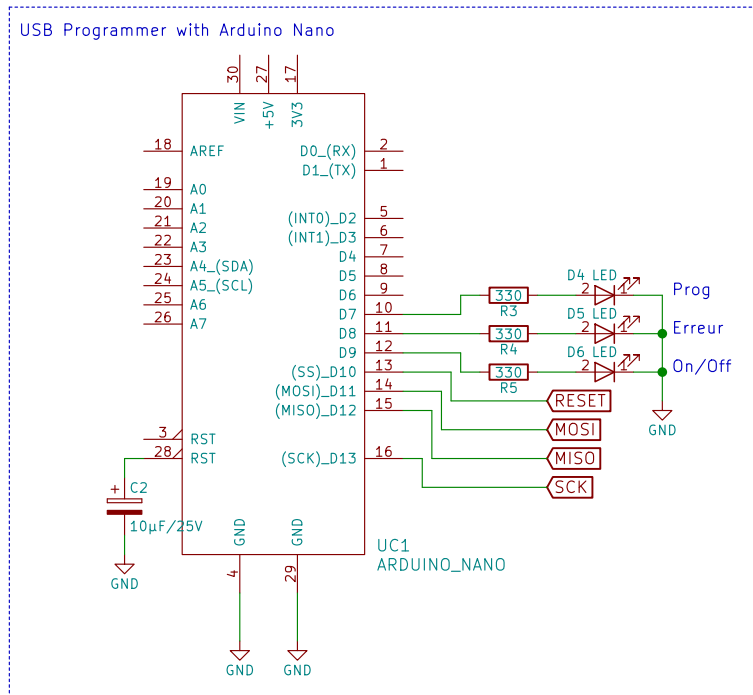 USB Programmer with Arduino Nano
30
27
17
VIN
+5V
3V3
18 AREF
D0_(RX) 2
D1_(TX) 1
19 A0
20 A1
(INT0)_D2 5
21 A2
(INT1)_D3 6
22 A3
D4 7
23 A4_(SDA)
D5 8
24 A5_(SCL)
D6 9
25 A6
D7 10
26 A7
D8 11
D9 12
(SS)_D10 13
(MOSI)_D11 14
(MISO)_D12 15
3 RST
28 RST
(SCK)_D13 16
330
R3
D4 LED
2 1
Prog
330
R4
D5 LED
2 1
Erreur
330
R5
D6 LED
2 1
On/Off
RESET
MOSI
MISO
SCK
GND
+ C2
10µF/25V
GND
GND
GND
4
29
UC1
ARDUINO_NANO
GND
GND